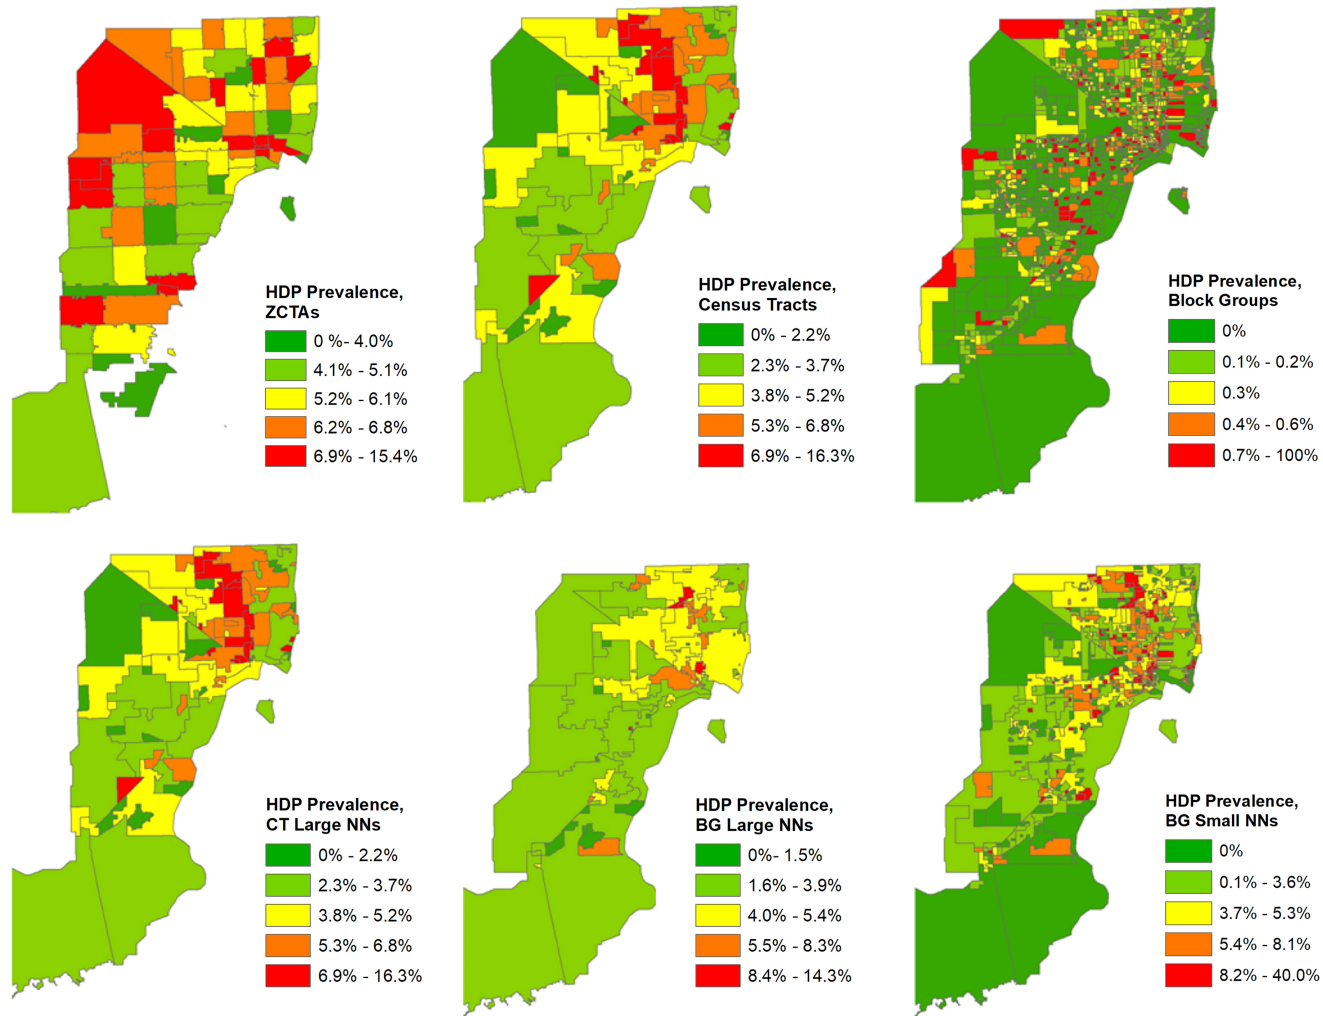 HDP Prevalence,
ZCTAs
0 %- 4.0%
4.1% - 5.1%
5.2% - 6.1%
6.2% - 6.8%
6.9% - 15.4%
HDP Prevalence,
Census Tracts
0% - 2.2%
2.3% - 3.7%
3.8% - 5.2%
5.3% - 6.8%
6.9% - 16.3%
HDP Prevalence,
Block Groups
0%
0.1% - 0.2%
0.3%
0.4% - 0.6%
0.7% - 100%
HDP Prevalence,
CT Large NNs
0% - 2.2%
2.3% - 3.7%
3.8% - 5.2%
5.3% - 6.8%
6.9% - 16.3%
HDP Prevalence,
BG Large NNs
0%- 1.5%
1.6% - 3.9%
4.0% - 5.4%
5.5% - 8.3%
8.4% - 14.3%
HDP Prevalence,
BG Small NNs
0%
0.1% - 3.6%
3.7% - 5.3%
5.4% - 8.1%
8.2% - 40.0%